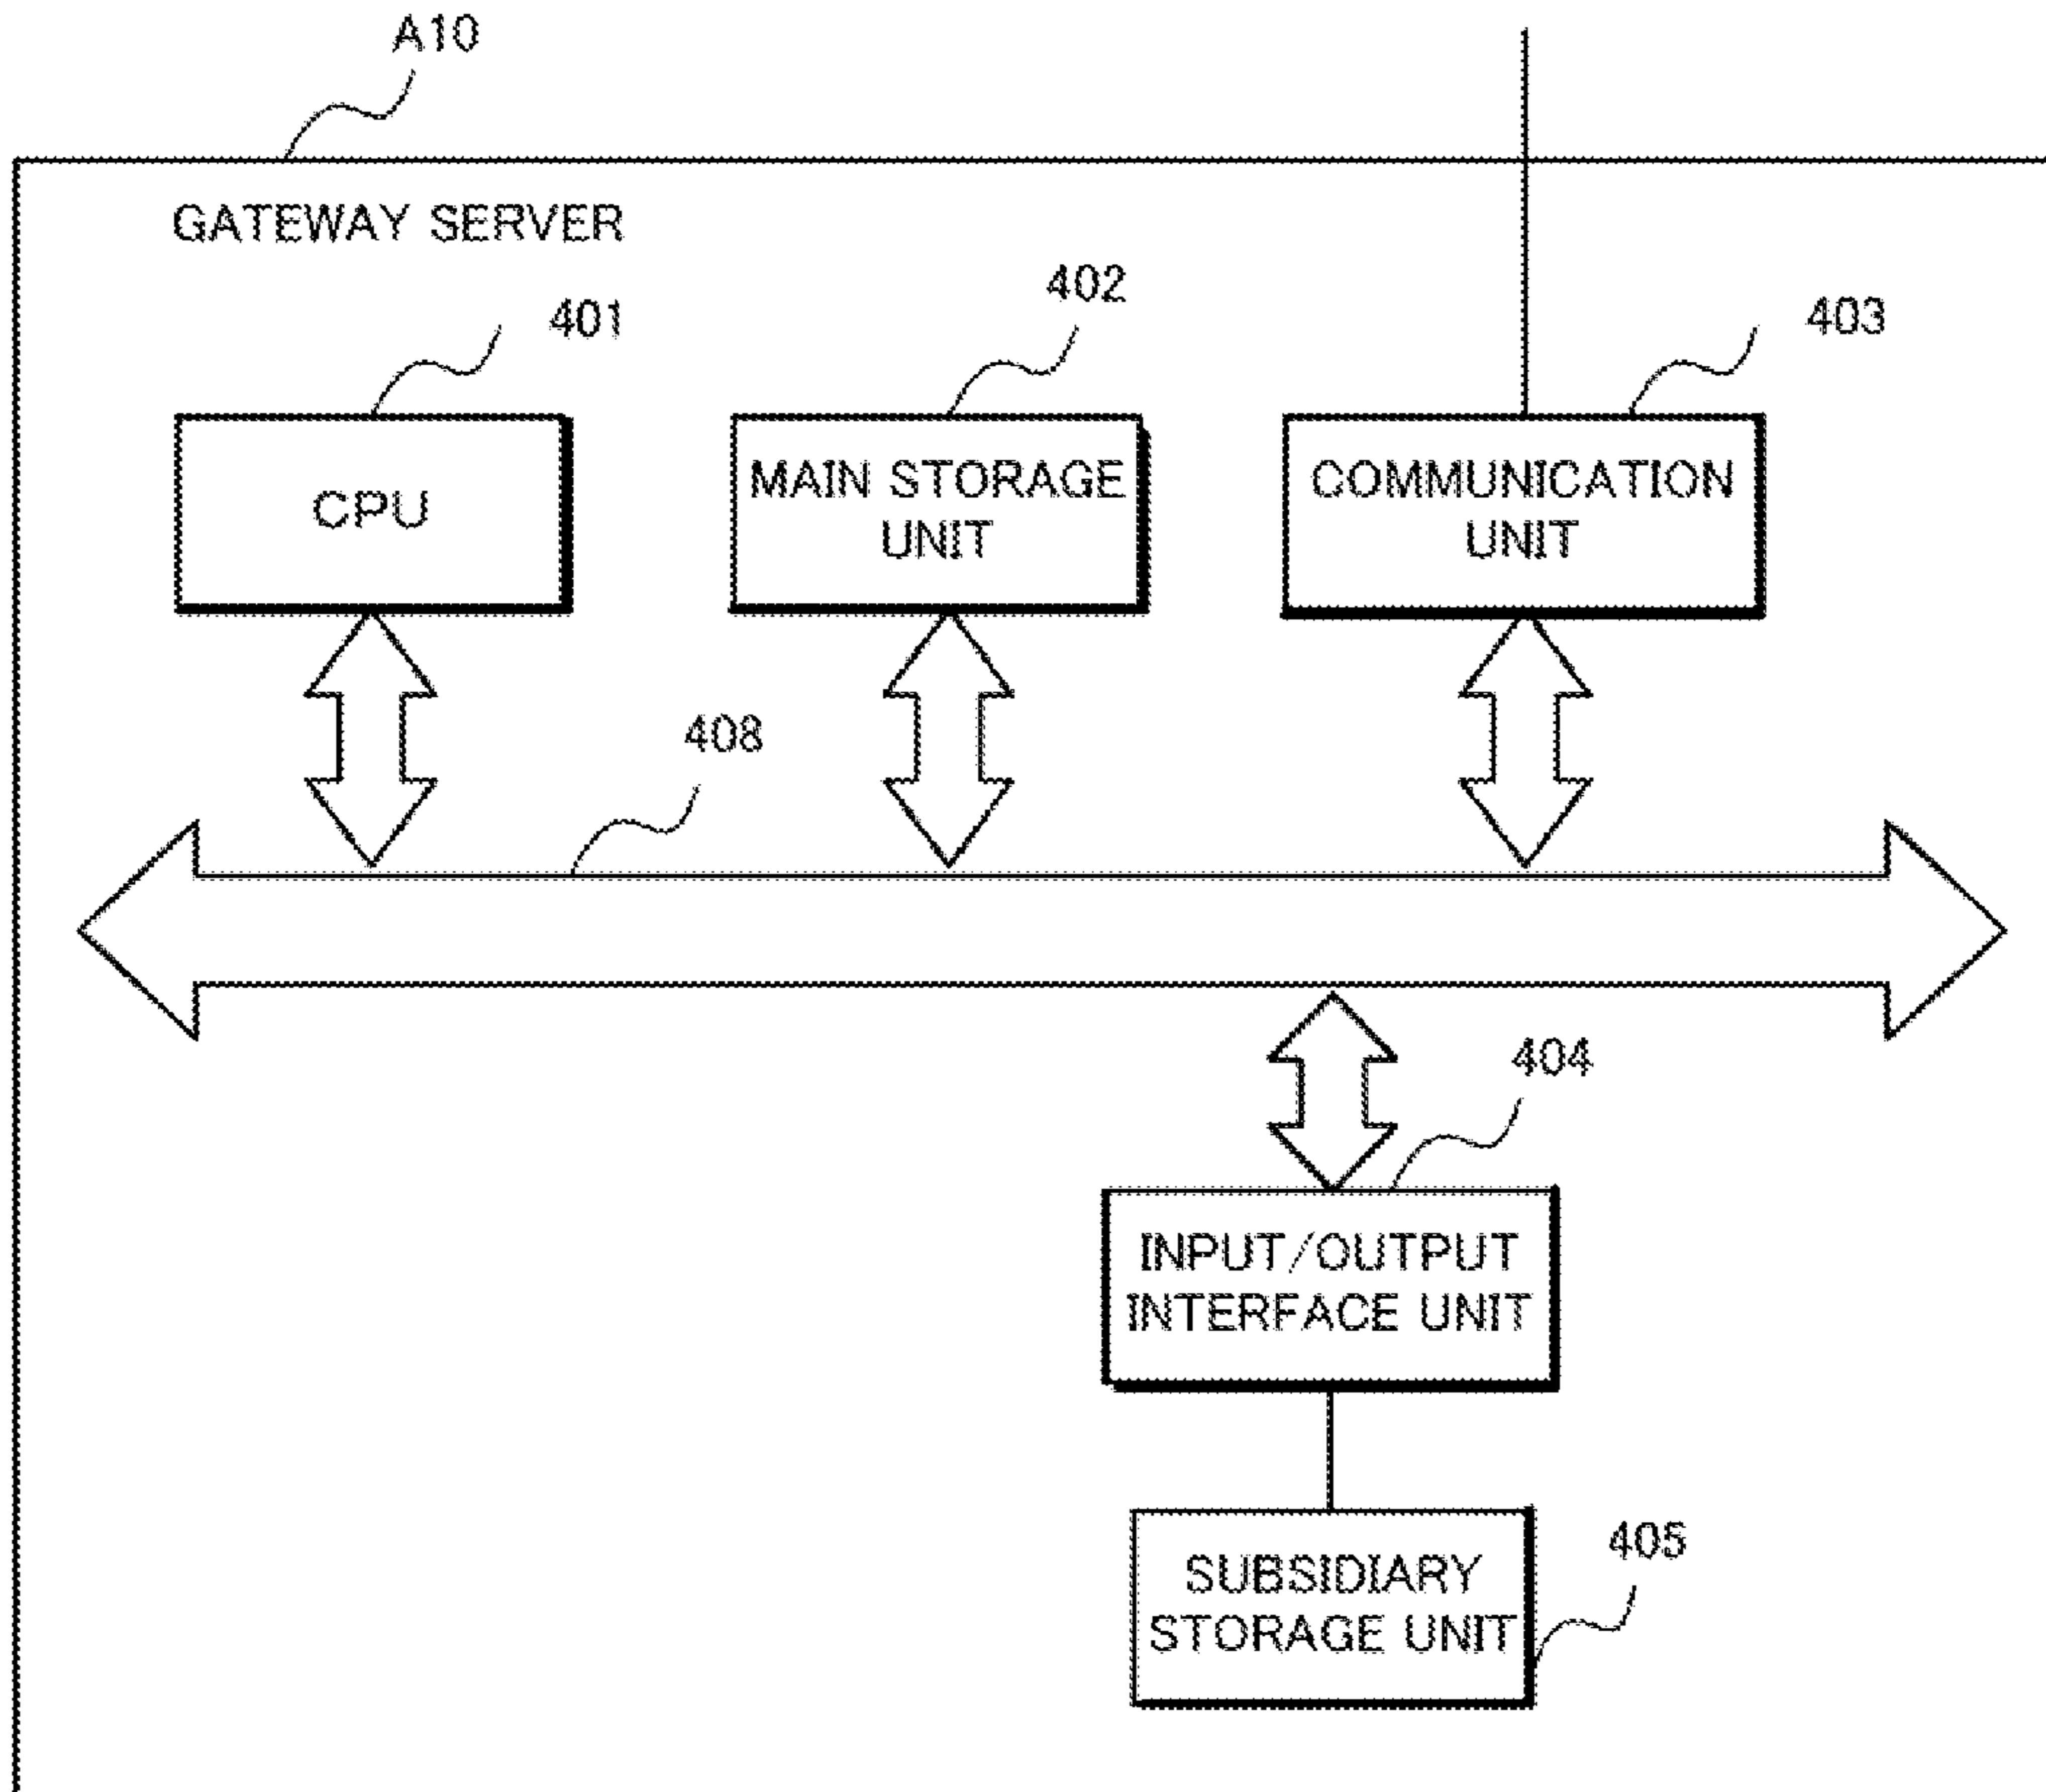 A10
GATEWAY SERVER
401
402
403
CPU
MAIN STORAGE
UNIT
COMMUNICATION
UNIT
408
404
INPUT/OUTPUT
INTERFACE UNIT
405
SUBSIDIARY
STORAGE UNIT